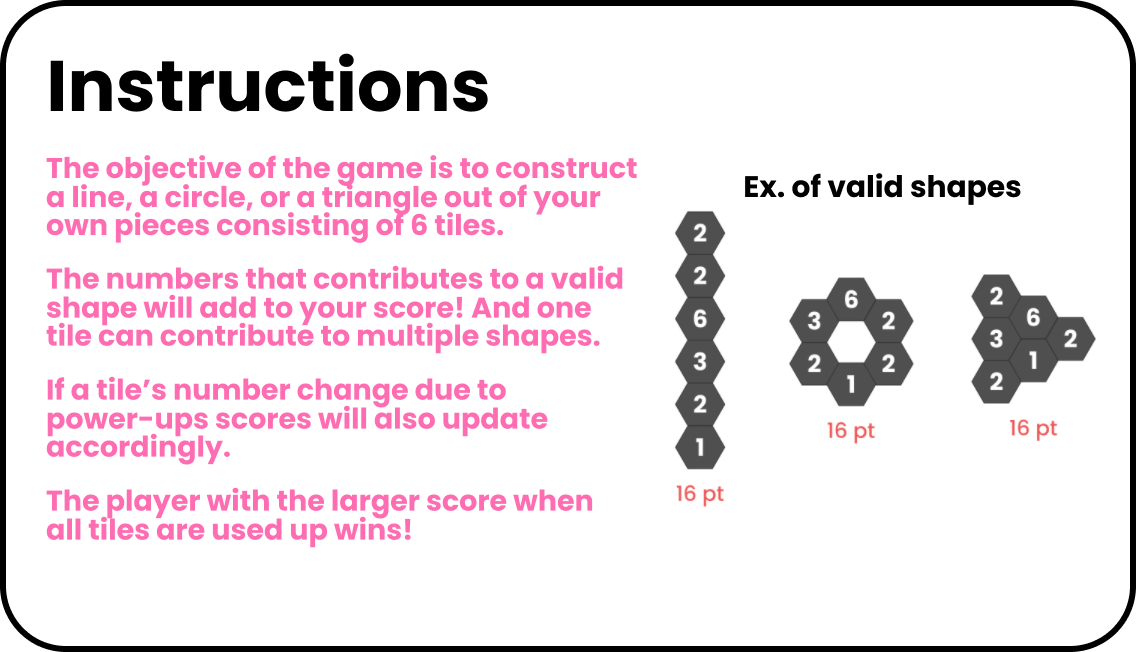 Instructions
The objective of the game is to construct
a line, a circle, or a triangle out of your
own pieces consisting of 6 tiles.
The numbers that contributes to a valid
shape will add to your score! And one
tile can contribute to multiple shapes.
If a tile’s number change due to
power-ups scores will also update
accordingly.
The player with the larger score when
all tiles are used up wins!
Ex. of valid shapes
2
2
6
3
2
1
16 pt
6
3 2
2 2
1
16 pt
2
6
3 2
1
2
16 pt